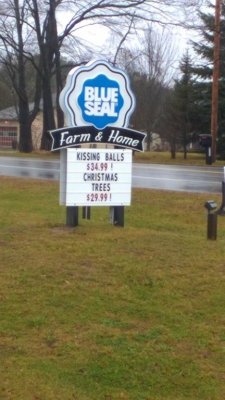 BLUE
SEAL
Farm & Home
KISSING BALLS
$34.99 !
CHRISTMAS
TREES
$29.99 !